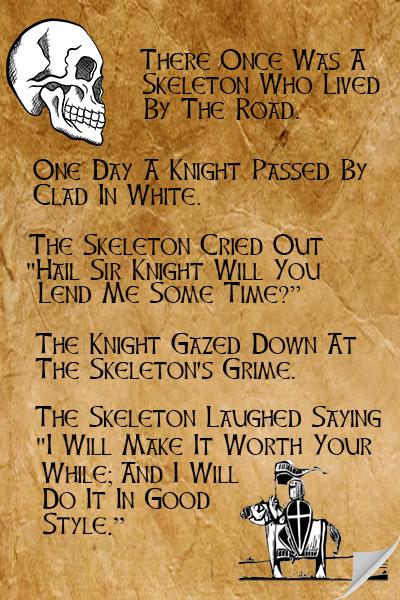 There Once Was A
Skeleton Who Lived
By The Road.
One Day A Knight Passed By
Clad In White.
The Skeleton Cried Out
"Hail Sir Knight Will You
Lend Me Some Time?”
The Knight Gazed Down At
The Skeleton's Grime.
The Skeleton Laughed Saying
"I Will Make It Worth Your
While; And I Will
Do It In Good
Style.”